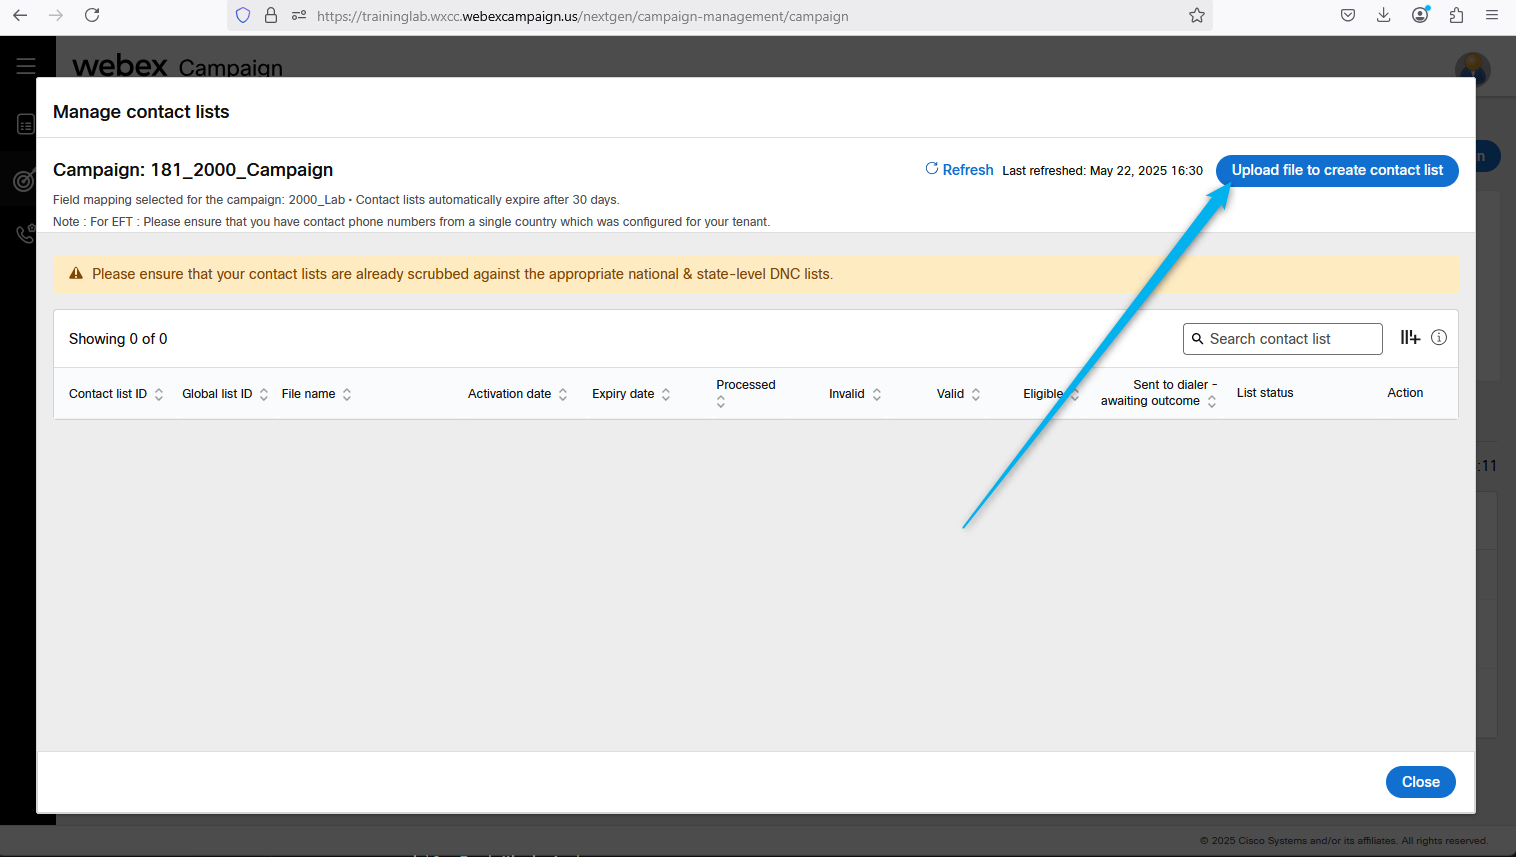 https://traininglab.wxcc.webexcampaign.us/nextgen/campaign-management/campaign
webex Campaign
Manage contact lists
Campaign: 181_2000_Campaign
Refresh Last refreshed: May 22, 2025 16:30 Upload file to create contact list
Field mapping selected for the campaign: 2000_Lab • Contact lists automatically expire after 30 days.
Note : For EFT : Please ensure that you have contact phone numbers from a single country which was configured for your tenant.
Please ensure that your contact lists are already scrubbed against the appropriate national & state-level DNC lists.
Showing 0 of 0
Search contact list
Contact list ID Global list ID File name Activation date Expiry date Processed Invalid Valid Eligible Sent to dialer - awaiting outcome List status Action
:11
Close
© 2025 Cisco Systems and/or its affiliates. All rights reserved.